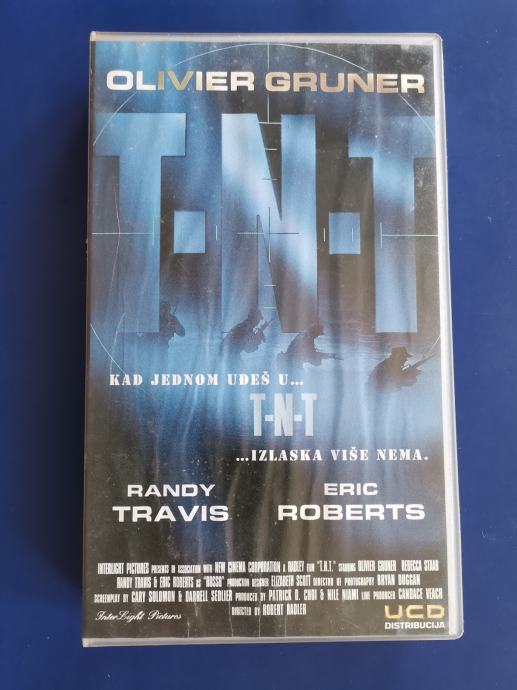 OLIVIER GRUNER
T·N·T
KAD JEDNOM UĐEŠ U...
T-N-T
...IZLASKA VIŠE NEMA.
RANDY ERIC
TRAVIS ROBERTS
INTERLIGHT PICTURES PRESENTS IN ASSOCIATION WITH NEW CINEMA CORPORATION A RADLEY FILM "T.N.T." STARRING OLIVIER GRUNER REBECCA STAAB
RANDY TRAVIS & ERIC ROBERTS AS "RUSSO" PRODUCTION DESIGNER ELIZABETH SCOTT DIRECTOR OF PHOTOGRAPHY BRYAN DUGGAN
SCREENPLAY BY GARY SOLOMON & DARRELL SEDLIER PRODUCED BY PATRICK D. CHOI & NILE NIAMI LINE PRODUCER CANDACE VEACH
DIRECTED BY ROBERT RADLER
InterLight Pictures
UCD
DISTRIBUCIJA